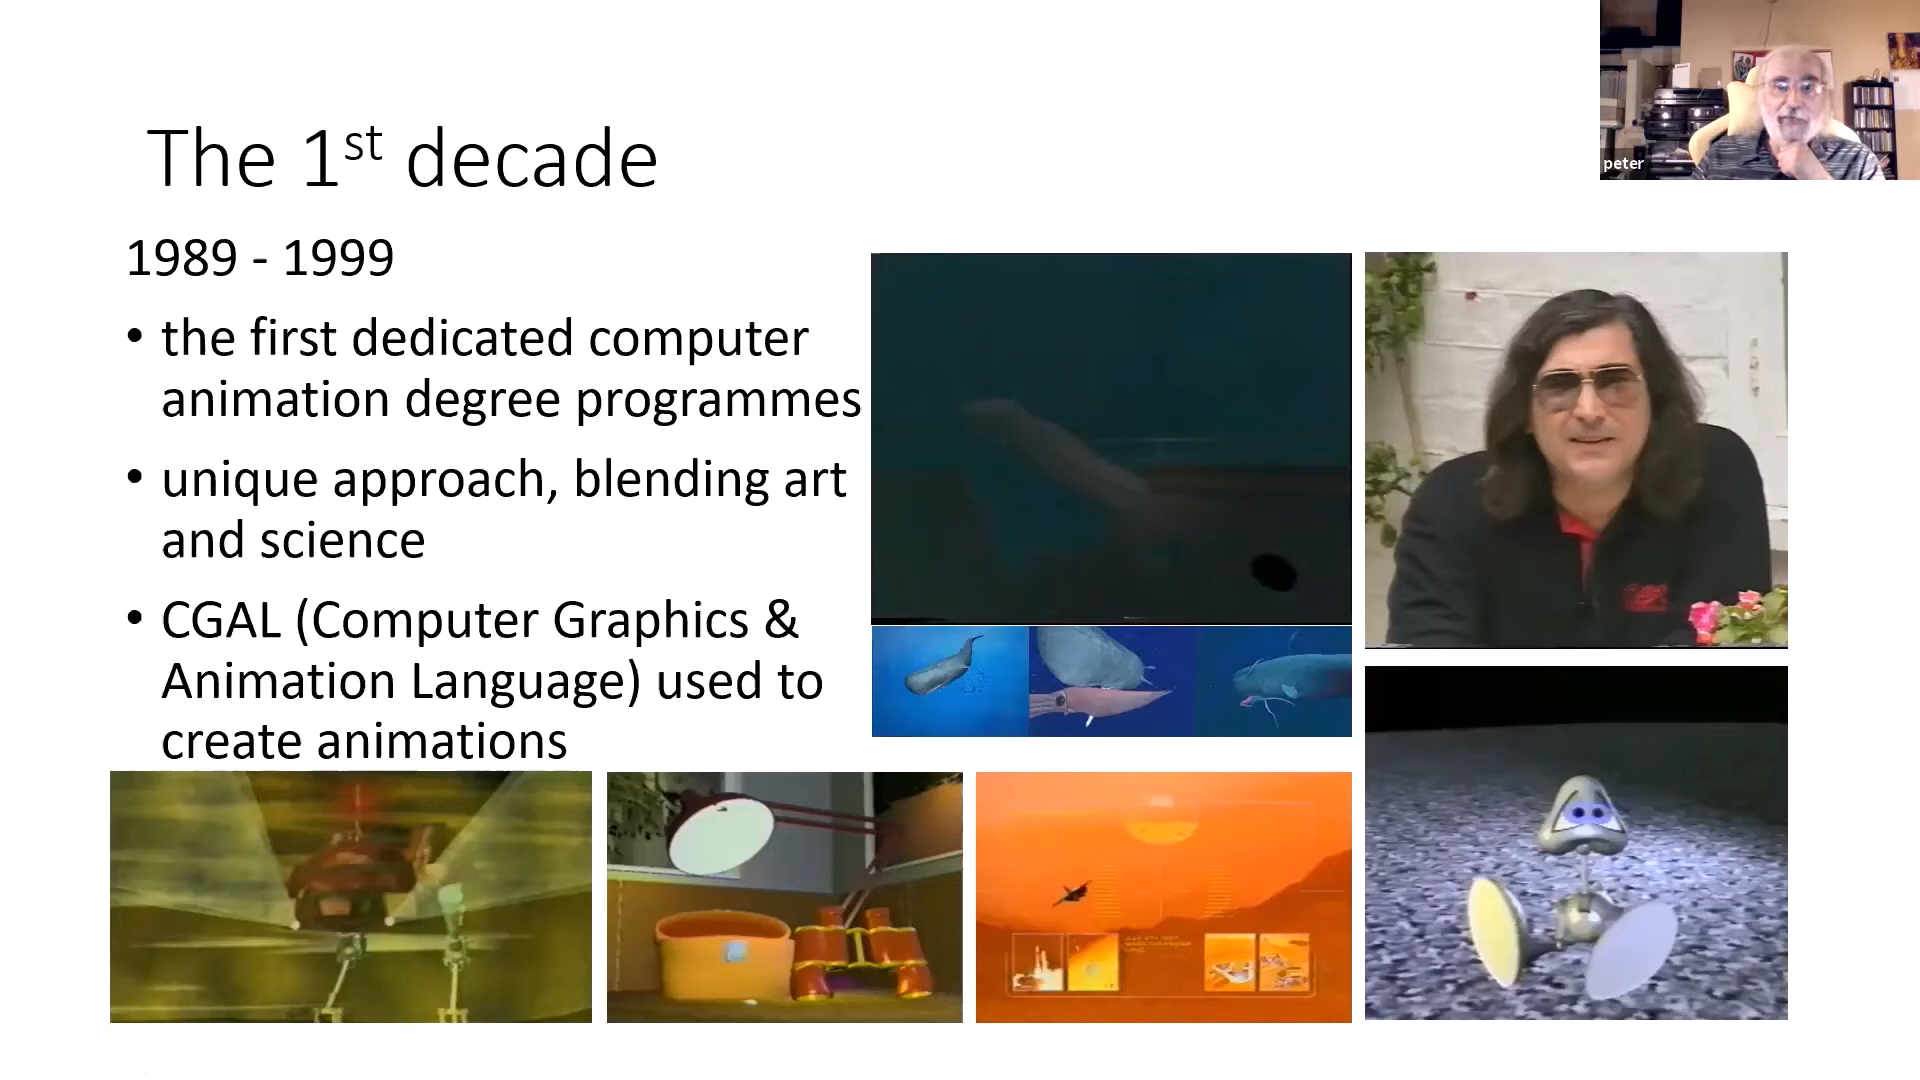 The 1st decade
peter
1989 - 1999
• the first dedicated computer
animation degree programmes
• unique approach, blending art
and science
• CGAL (Computer Graphics &
Animation Language) used to
create animations